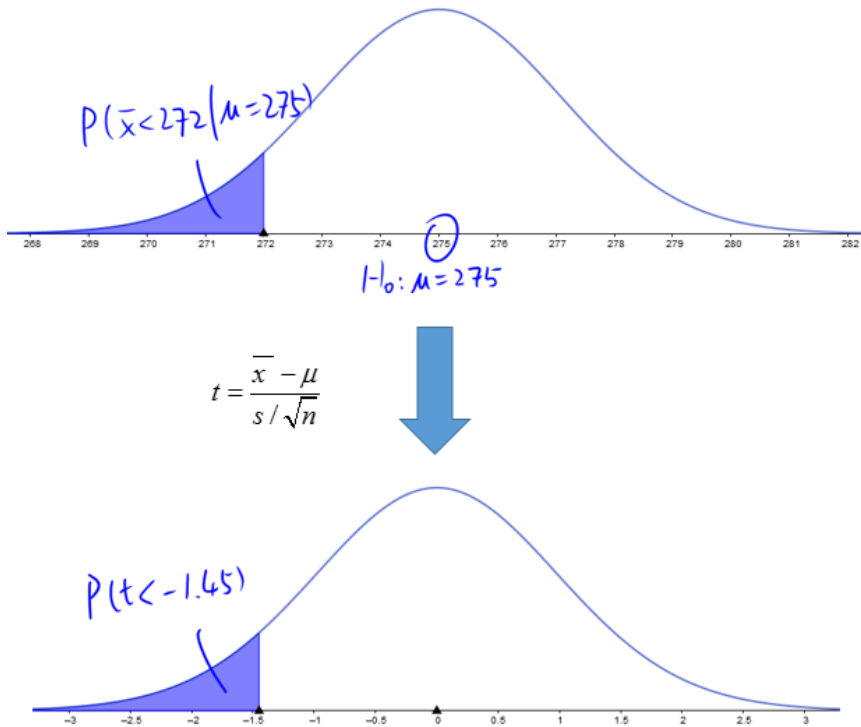 P(x̄<272|μ=275)
268 269 270 271 272 273 274 275 276 277 278 279 280 281 282
H₀: μ=275
t = (x̄ − μ) / (s / √n)
P(t<-1.45)
−3 −2.5 −2 −1.5 −1 −0.5 0 0.5 1 1.5 2 2.5 3